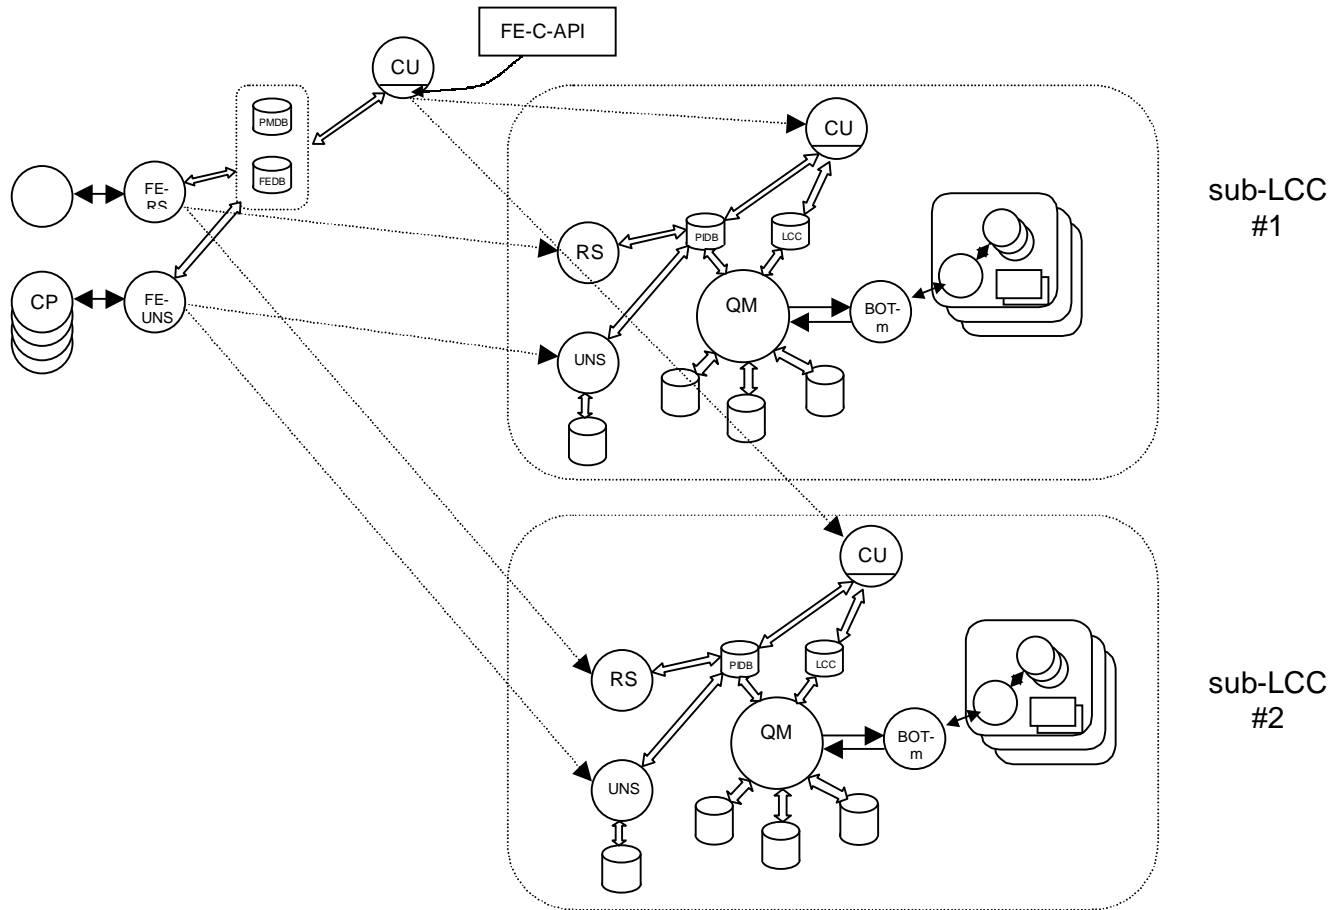 FE-C-API
CU
PMDB
FEDB
FE-
RS
CP
FE-
UNS
CU
RS
PIDB
LCC
QM
BOT-
m
UNS
sub-LCC
#1
CU
RS
PIDB
LCC
QM
BOT-
m
UNS
sub-LCC
#2